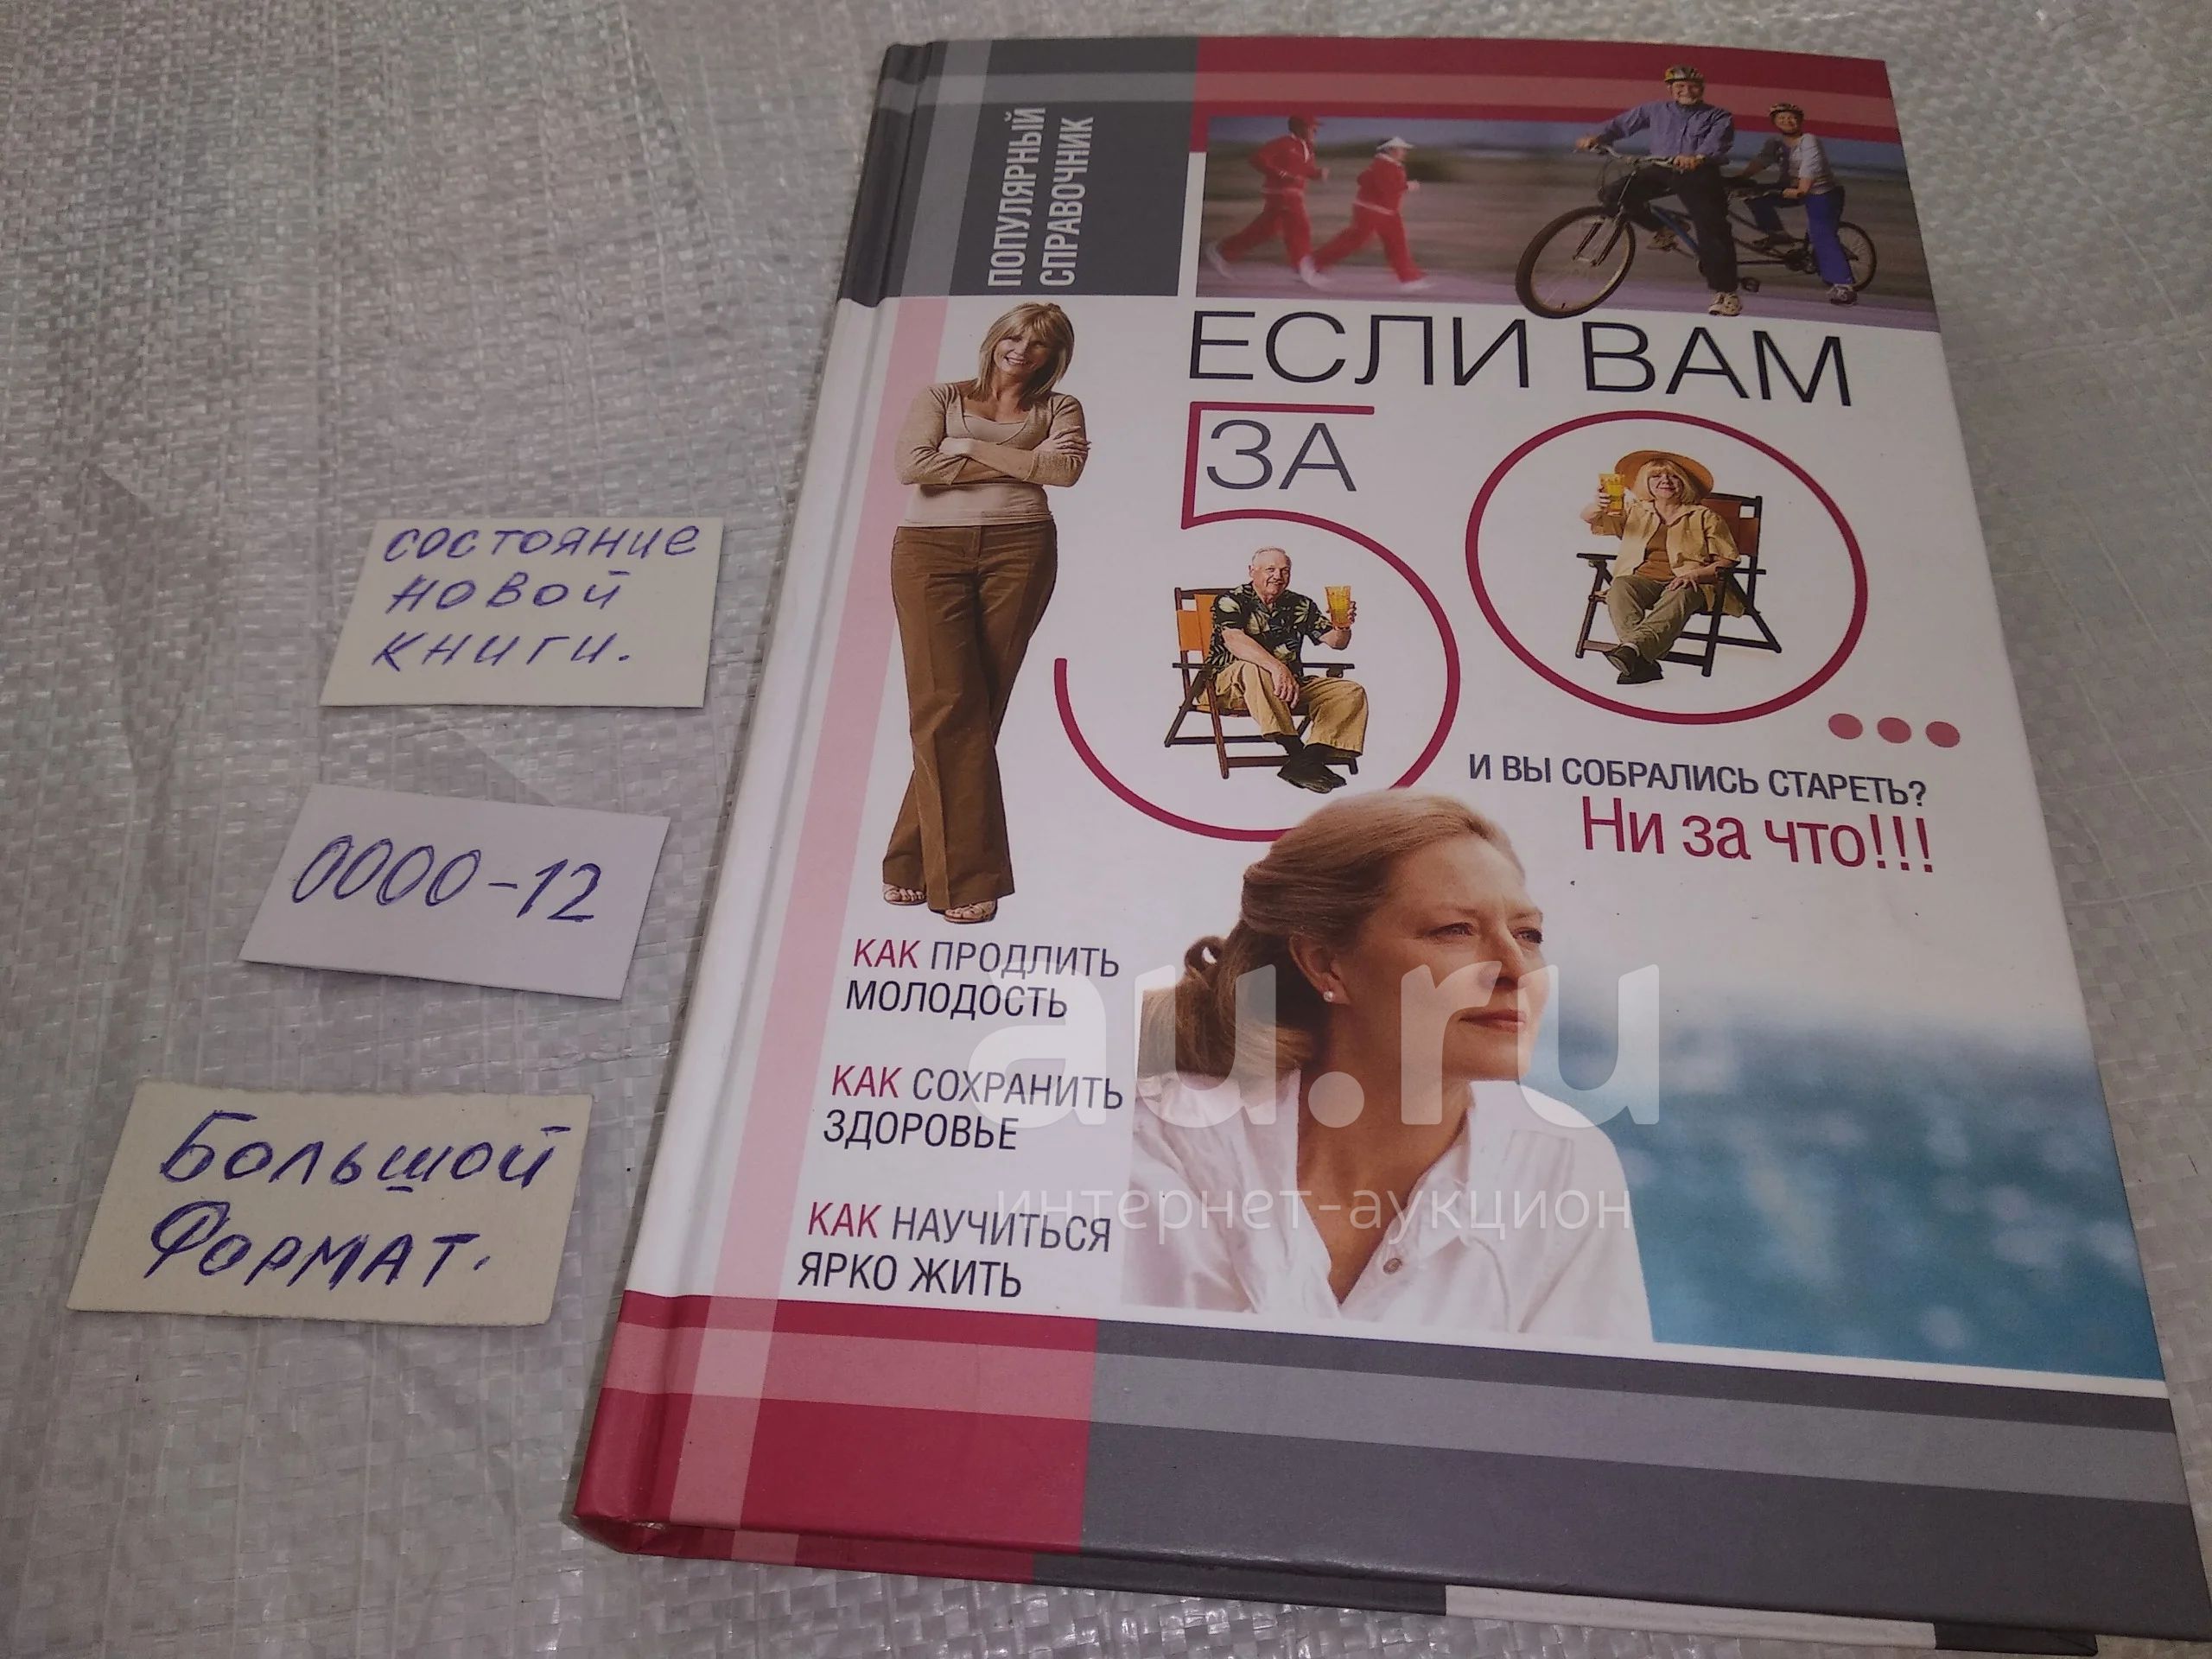 ПОПУЛЯРНЫЙ
СПРАВОЧНИК
ЕСЛИ ВАМ
ЗА
50...
И ВЫ СОБРАЛИСЬ СТАРЕТЬ?
Ни за что!!!
КАК ПРОДЛИТЬ
МОЛОДОСТЬ
КАК СОХРАНИТЬ
ЗДОРОВЬЕ
КАК НАУЧИТЬСЯ
ЯРКО ЖИТЬ
состояние
новой
книги.
0000-12
Большой
Формат.
au.ru
интернет-аукцион